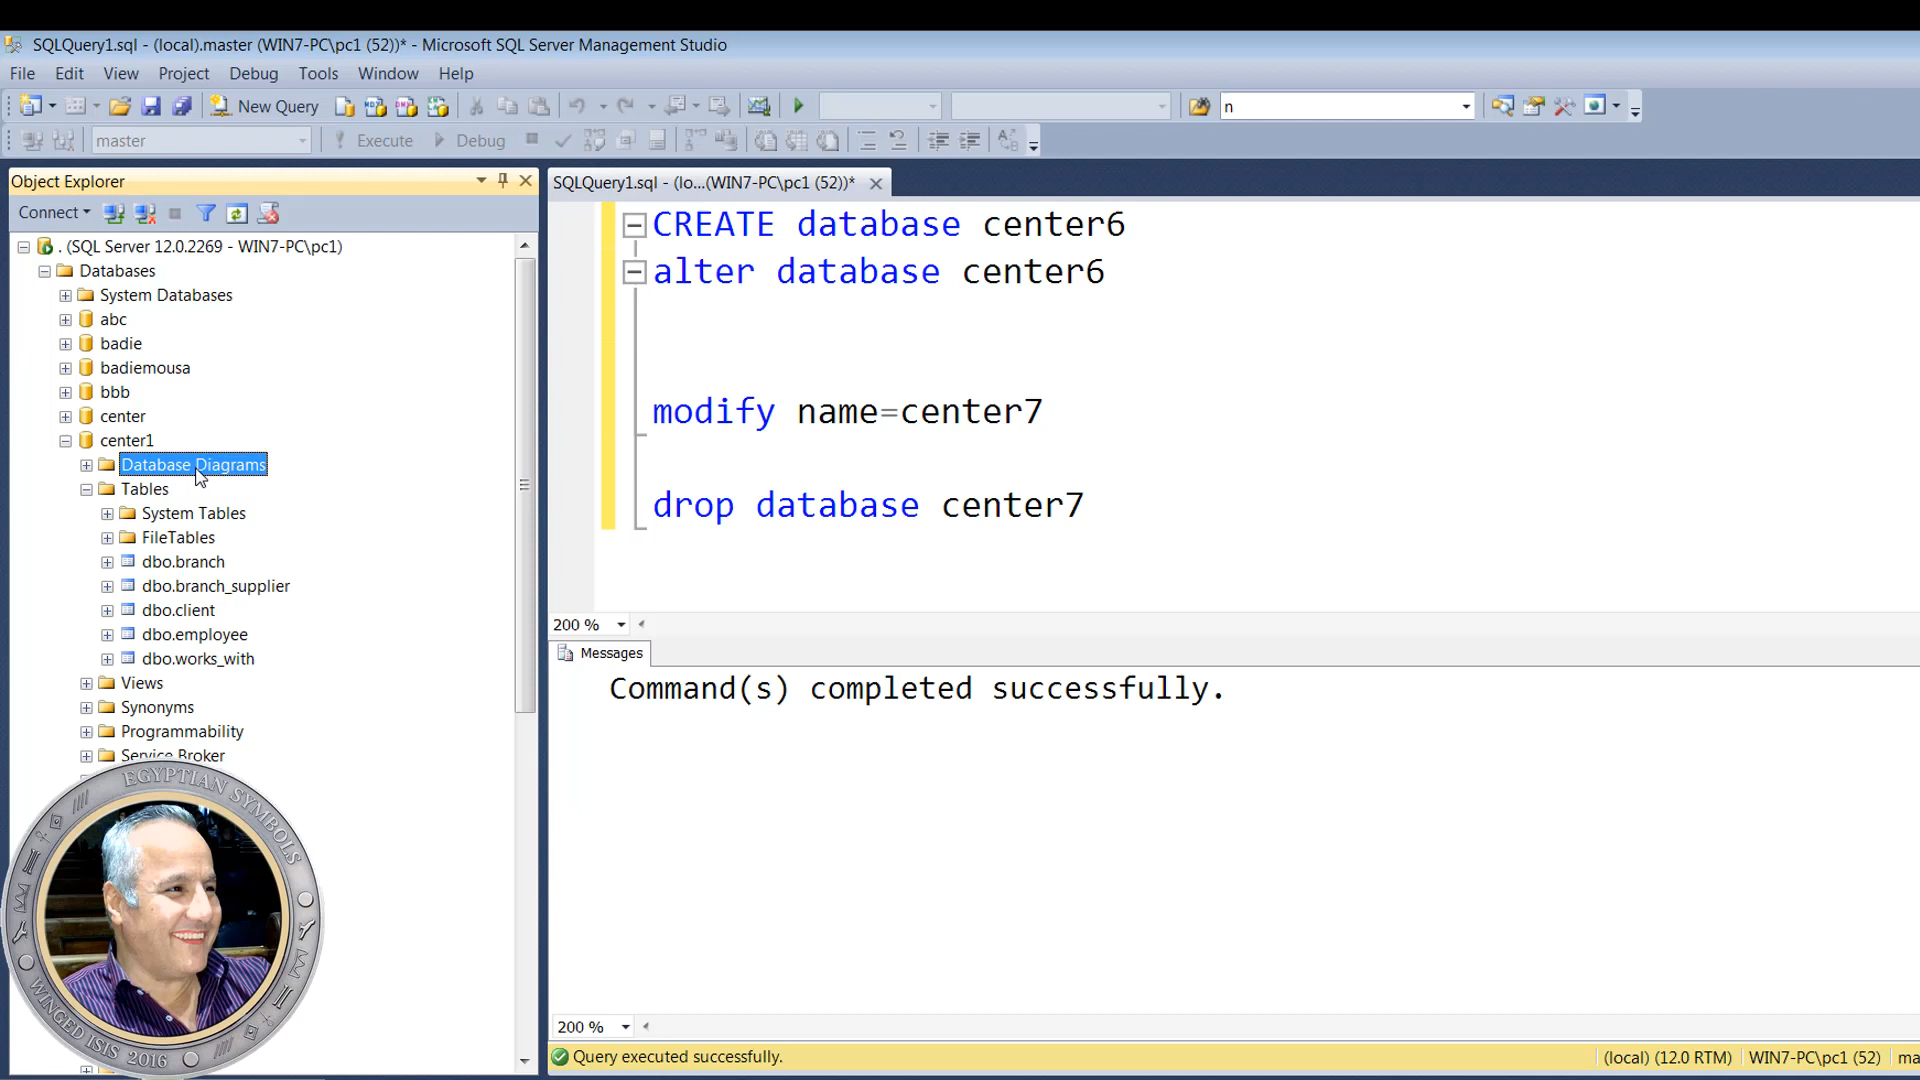 SQLQuery1.sql - (local).master (WIN7-PC\pc1 (52))* - Microsoft SQL Server Management Studio
File Edit View Project Debug Tools Window Help
New Query n
master Execute Debug
Object Explorer
SQLQuery1.sql - (lo...(WIN7-PC\pc1 (52))*
Connect
. (SQL Server 12.0.2269 - WIN7-PC\pc1)
Databases
System Databases
abc
badie
badiemousa
bbb
center
center1
Database Diagrams
Tables
System Tables
FileTables
dbo.branch
dbo.branch_supplier
dbo.client
dbo.employee
dbo.works_with
Views
Synonyms
Programmability
Service Broker
CREATE database center6
alter database center6
modify name=center7
drop database center7
200 %
Messages
Command(s) completed successfully.
200 %
Query executed successfully.
(local) (12.0 RTM)
WIN7-PC\pc1 (52)
ma
EGYPTIAN SYMBOLS
WINGED ISIS 2016